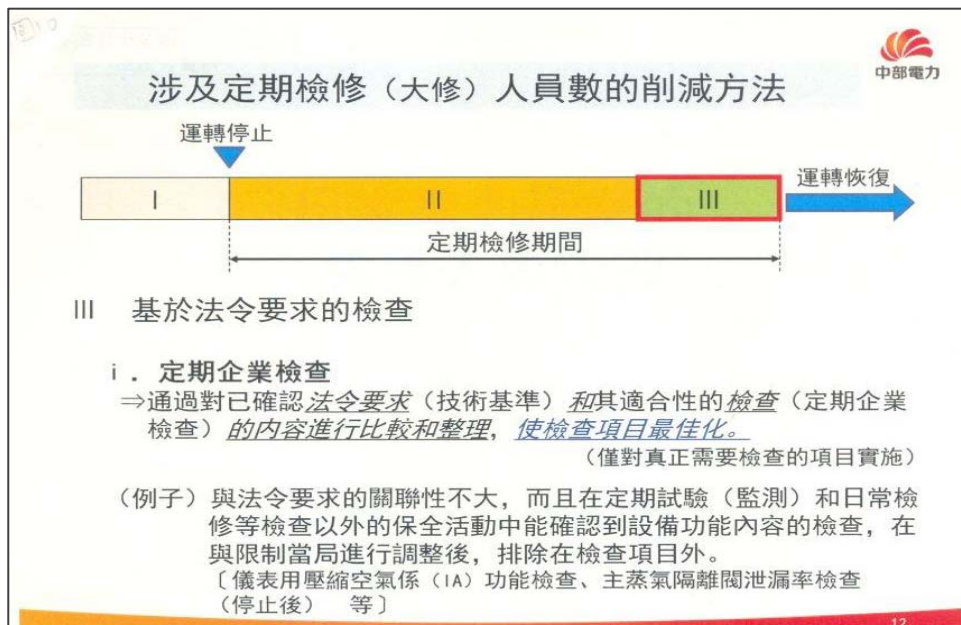 中部電力
涉及定期檢修（大修）人員數的削減方法
運轉停止
I
II
III
運轉恢復
定期檢修期間
III 基於法令要求的檢查
i．定期企業檢查
⇒通過對已確認法令要求（技術基準）和其適合性的檢查（定期企業
檢查）的內容進行比較和整理，使檢查項目最佳化。
（僅對真正需要檢查的項目實施）
（例子）與法令要求的關聯性不大，而且在定期試驗（監測）和日常檢
修等檢查以外的保全活動中能確認到設備功能內容的檢查，在
與限制當局進行調整後，排除在檢查項目外。
〔儀表用壓縮空氣係（IA）功能檢查、主蒸氣隔離閥泄漏率檢查
（停止後） 等〕
12